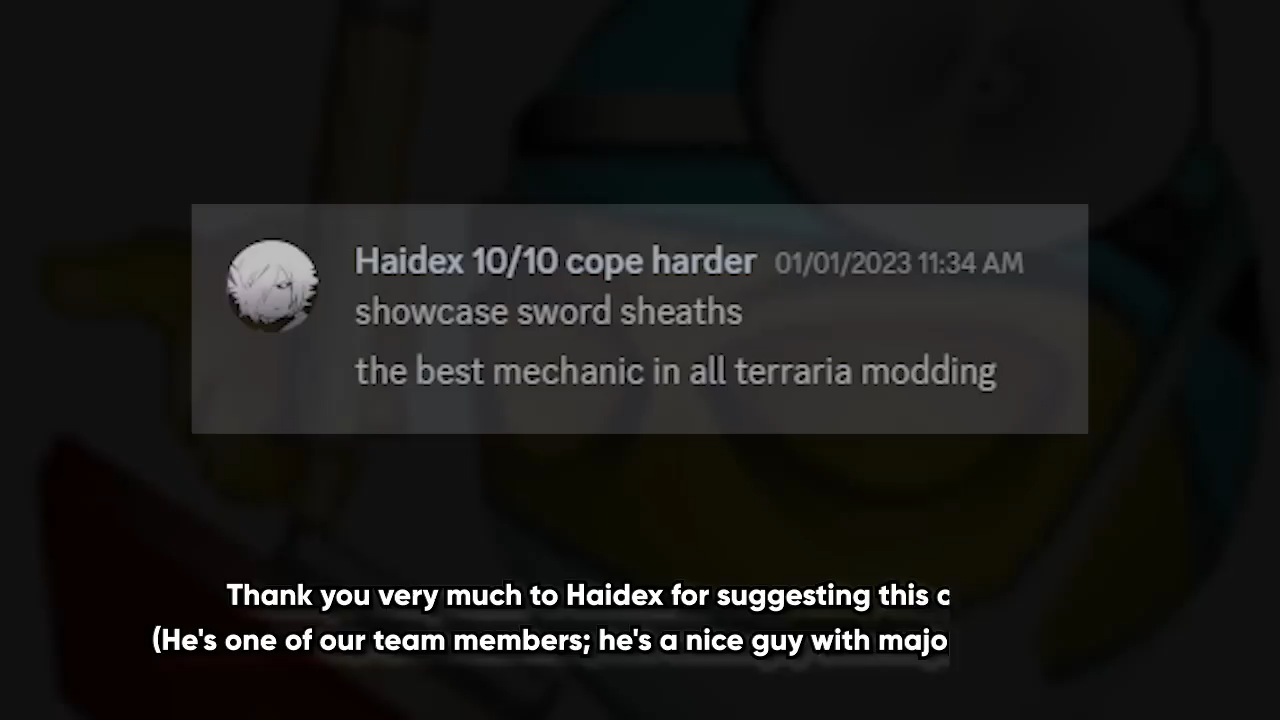 Haidex 10/10 cope harder 01/01/2023 11:34 AM
showcase sword sheaths
the best mechanic in all terraria modding
Thank you very much to Haidex for suggesting this
(He's one of our team members; he's a nice guy with